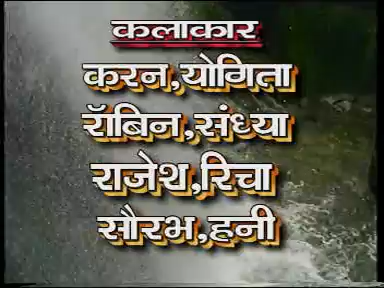 कलाकार
करन,योगिता
रॅाबिन,संध्या
राजेश,रिचा
सौरभ,हनी